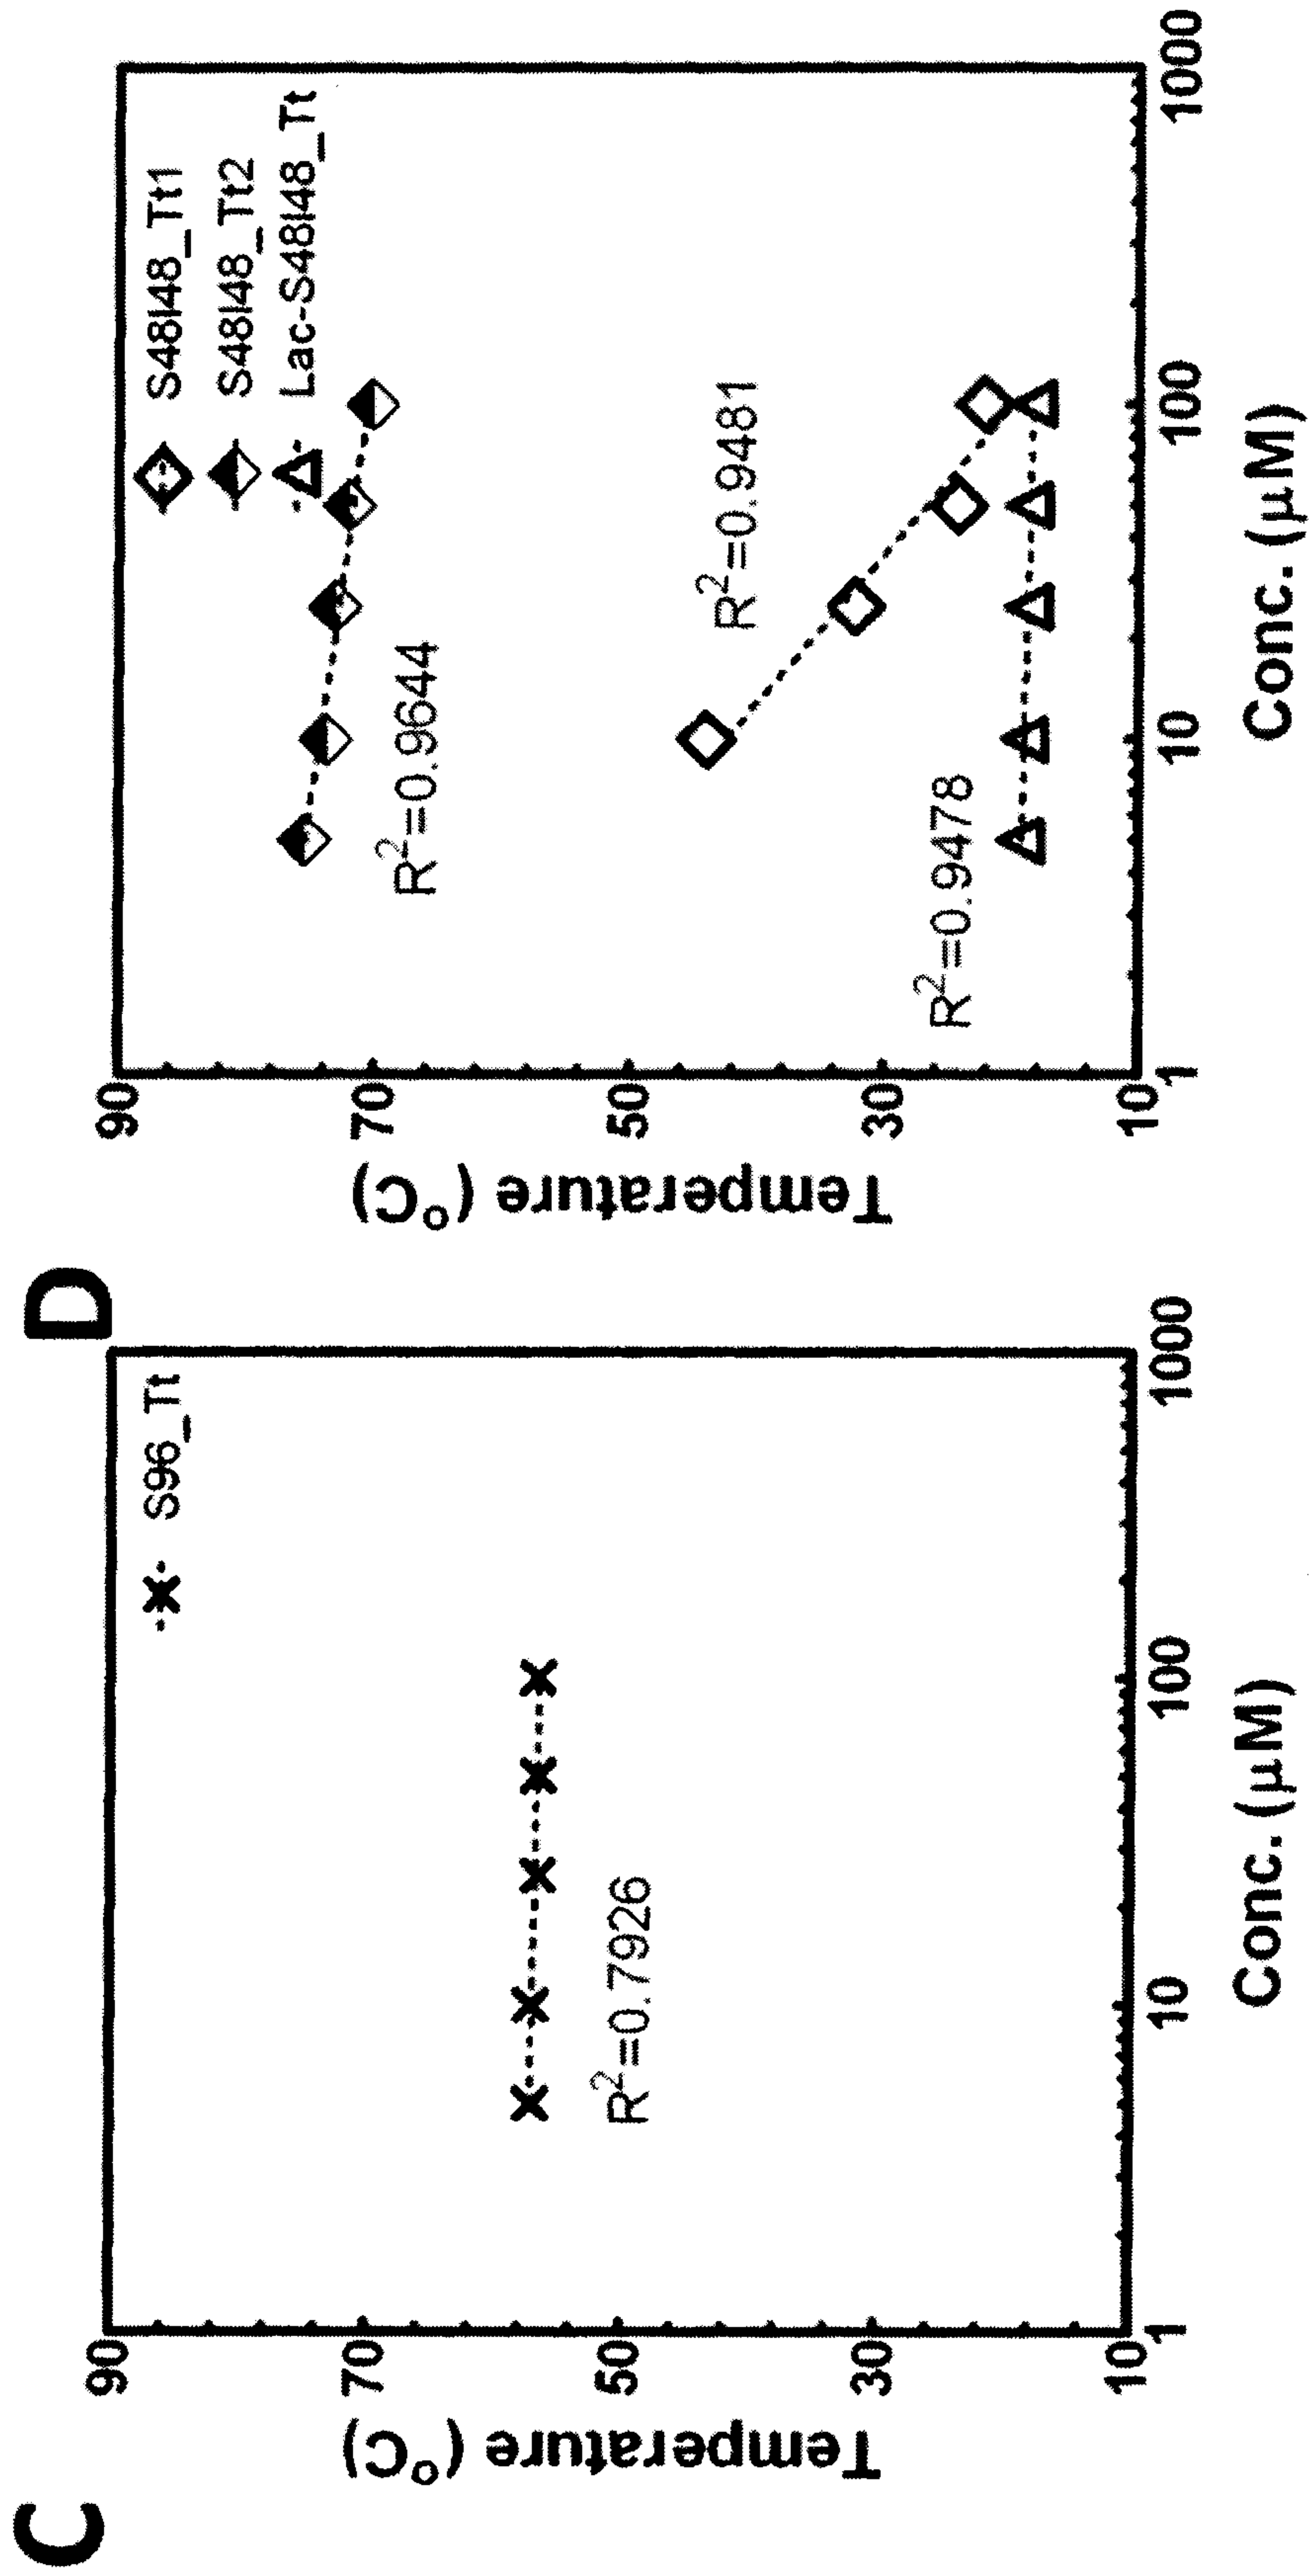 C
Temperature (°C)
90
70
50
30
10
1
10
100
1000
Conc. (μM)
S96_Tt
R²=0.7926
D
Temperature (°C)
90
70
50
30
10
1
10
100
1000
Conc. (μM)
S48I48_Tt1
S48I48_Tt2
Lac-S48I48_Tt
R²=0.9644
R²=0.9481
R²=0.9478